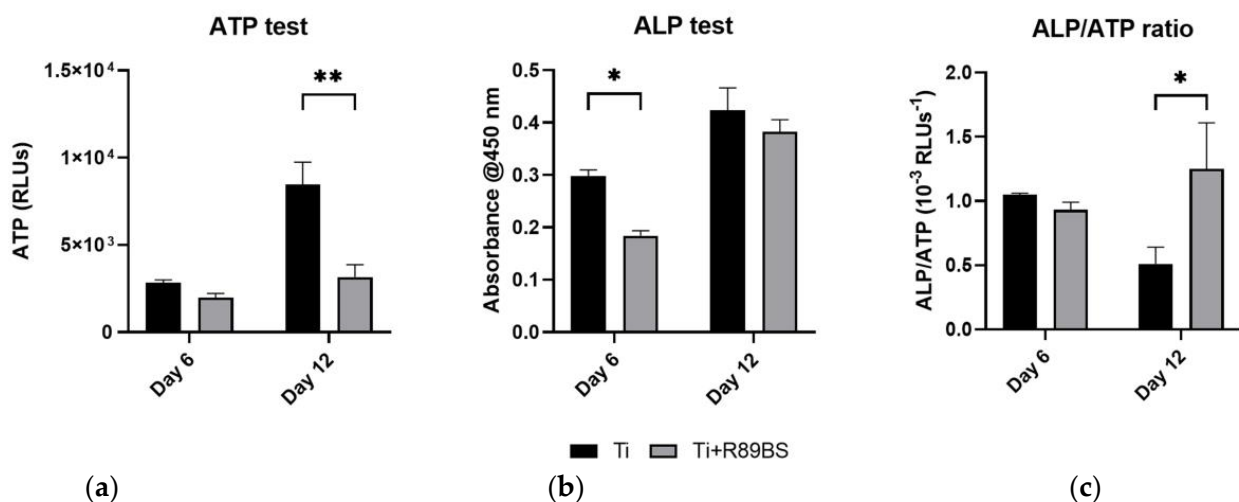 ATP test
1.5×10⁴
1×10⁴
5×10³
0
ATP (RLUs)
**
Day 6
Day 12
(a)
ALP test
0.5
0.4
0.3
0.2
0.1
0.0
Absorbance @450 nm
*
Day 6
Day 12
Ti
Ti+R89BS
(b)
ALP/ATP ratio
2.0
1.5
1.0
0.5
0.0
ALP/ATP (10⁻³ RLUs⁻¹)
*
Day 6
Day 12
(c)